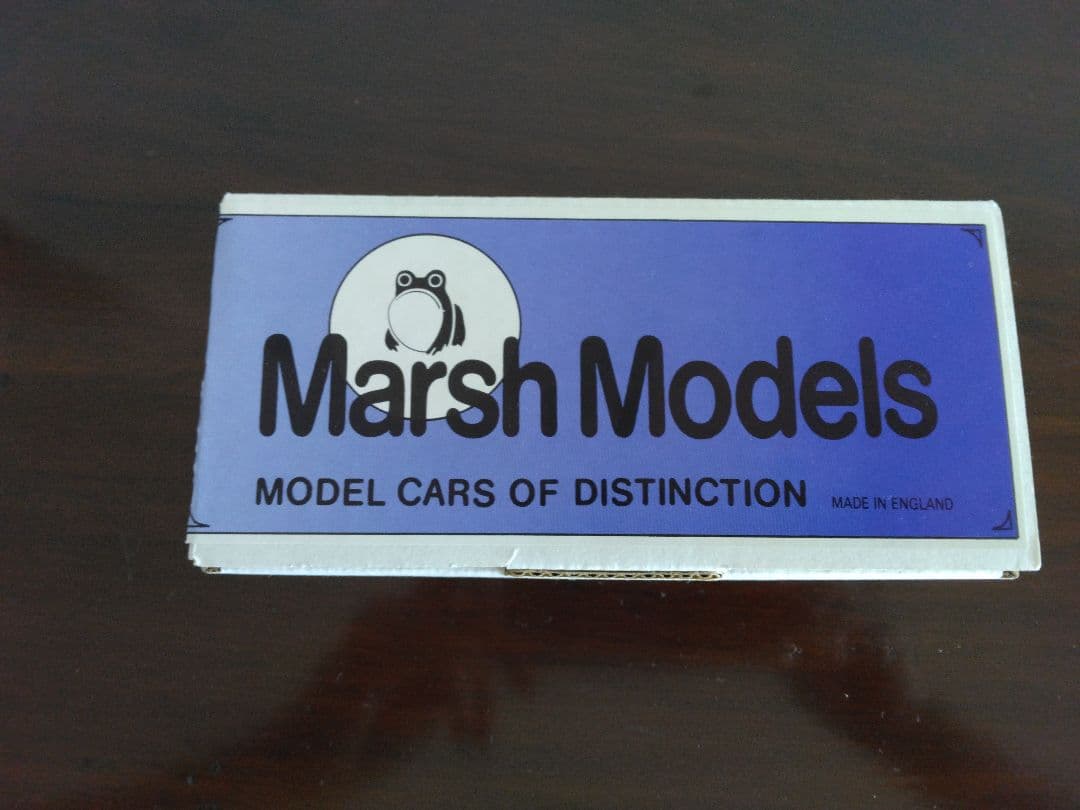 Marsh Models
MODEL CARS OF DISTINCTION MADE IN ENGLAND